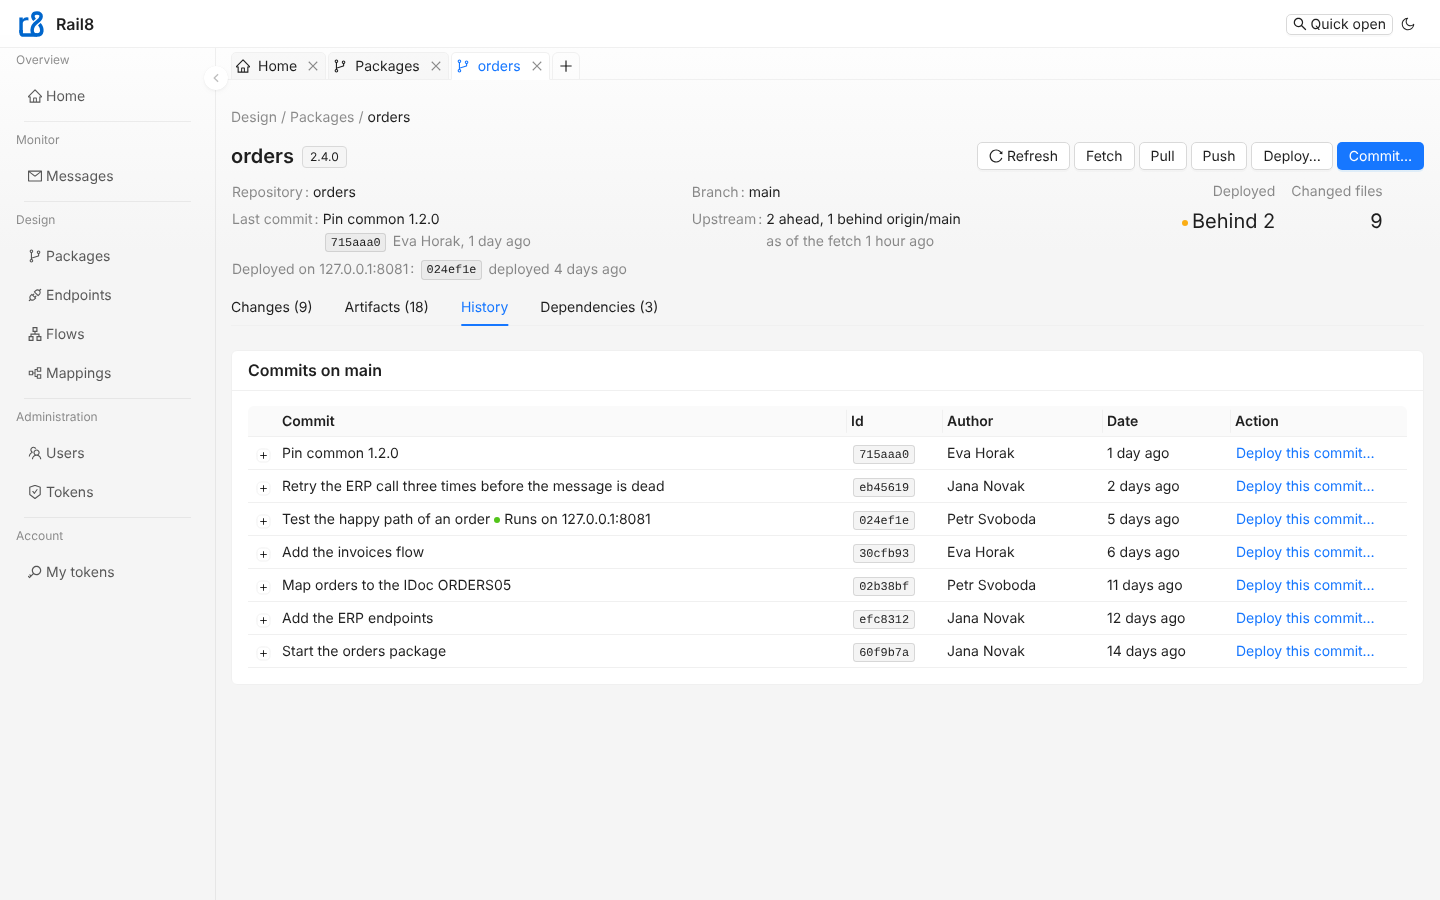 r8 Rail8
Quick open
Overview
Home
Monitor
Messages
Design
Packages
Endpoints
Flows
Mappings
Administration
Users
Tokens
Account
My tokens
Home
Packages
orders
Design / Packages / orders
orders 2.4.0
Refresh
Fetch
Pull
Push
Deploy...
Commit...
Repository: orders
Branch: main
Last commit: Pin common 1.2.0
715aaa0 Eva Horak, 1 day ago
Upstream: 2 ahead, 1 behind origin/main
as of the fetch 1 hour ago
Deployed on 127.0.0.1:8081: 024ef1e deployed 4 days ago
Deployed
Behind 2
Changed files
9
Changes (9)
Artifacts (18)
History
Dependencies (3)
Commits on main
Commit Id Author Date Action
+ Pin common 1.2.0 715aaa0 Eva Horak 1 day ago Deploy this commit...
+ Retry the ERP call three times before the message is dead eb45619 Jana Novak 2 days ago Deploy this commit...
+ Test the happy path of an order Runs on 127.0.0.1:8081 024ef1e Petr Svoboda 5 days ago Deploy this commit...
+ Add the invoices flow 30cfb93 Eva Horak 6 days ago Deploy this commit...
+ Map orders to the IDoc ORDERS05 02b38bf Petr Svoboda 11 days ago Deploy this commit...
+ Add the ERP endpoints efc8312 Jana Novak 12 days ago Deploy this commit...
+ Start the orders package 60f9b7a Jana Novak 14 days ago Deploy this commit...